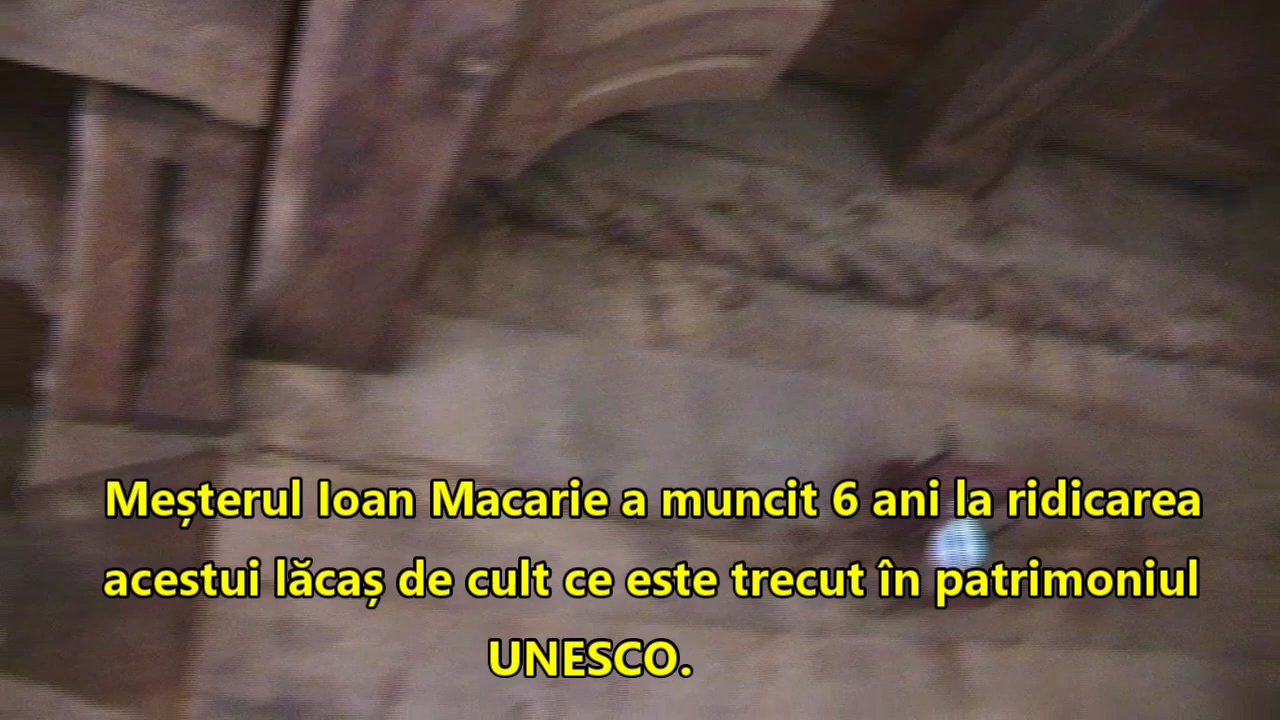 Meșterul Ioan Macarie a muncit 6 ani la ridicarea
acestui lăcaș de cult ce este trecut în patrimoniul
UNESCO.